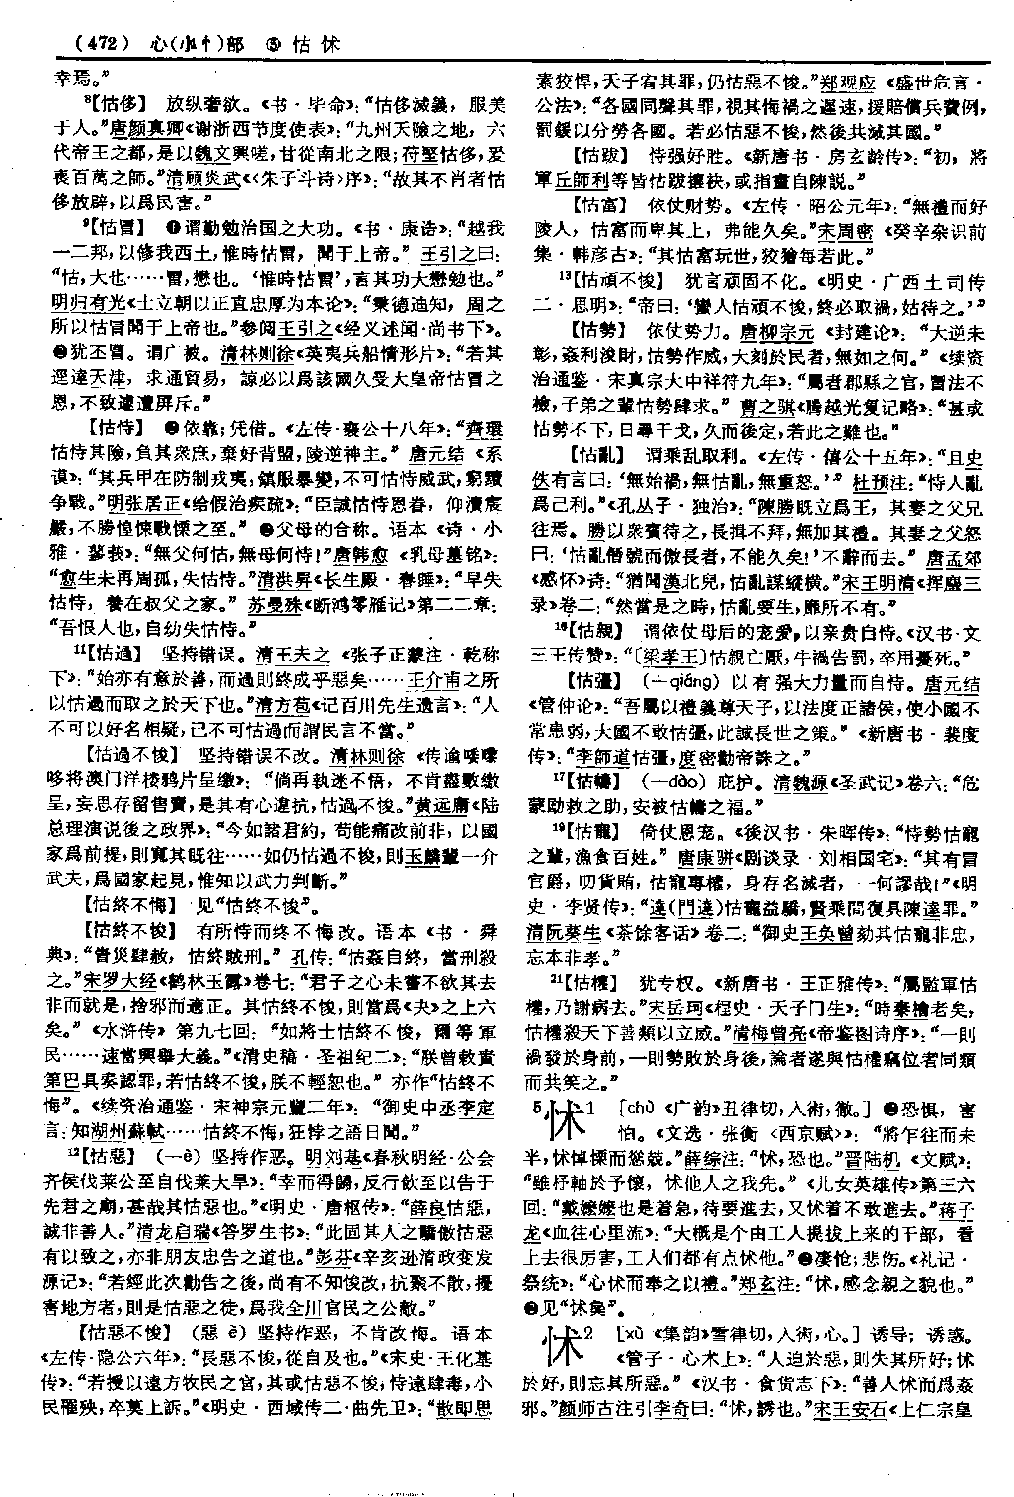 (472) 心(忄⺗)部 ⑤ 怙 怵
幸焉。”
⁸【怙侈】 放纵奢欲。《书·毕命》：“怙侈滅義，服美
于人。”唐颜真卿《谢浙西节度使表》：“九州天險之地，六
代帝王之都，是以魏文興嗟，甘從南北之限；苻堅怙侈，爰
喪百萬之師。”清顾炎武《〈朱子斗诗〉序》：“故其不肖者怙
侈放辟，以爲民害。”
⁹【怙冒】 ❶谓勤勉治国之大功。《书·康诰》：“越我
一二邦，以修我西土，惟時怙冒，聞于上帝。”王引之曰：
“怙，大也……冒，懋也。‘惟時怙冒’，言其功大懋勉也。”
明归有光《士立朝以正直忠厚为本论》：“秉德迪知，周之
所以怙冒聞于上帝也。”参阅王引之《经义述闻·尚书下》。
❷犹丕冒。谓广被。清林则徐《英夷兵船情形片》：“若其
逕達天津，求通貿易，諒必以爲該國久受大皇帝怙冒之
恩，不致遽遭屏斥。”
【怙恃】 ❶依靠；凭借。《左传·襄公十八年》：“齊環
怙恃其險，負其衆庶，棄好背盟，陵逆神主。”唐元结《系
谟》：“其兵甲在防制戎夷，鎮服暴變，不可怙恃威武，窮黷
争戰。”明张居正《给假治疾疏》：“臣誠怙恃恩眷，仰瀆宸
嚴，不勝惶悚戰慄之至。”❷父母的合称。语本《诗·小
雅·蓼莪》：“無父何怙，無母何恃！”唐韩愈《乳母墓铭》：
“愈生未再周孤，失怙恃。”清洪昇《长生殿·春睡》：“早失
怙恃，養在叔父之家。”苏曼殊《断鸿零雁记》第二二章：
“吾恨人也，自幼失怙恃。”
¹¹【怙過】 坚持错误。清王夫之《张子正蒙注·乾称
下》：“始亦有意於善，而過則終成乎惡矣……王介甫之所
以怙過而取之於天下也。”清方苞《记百川先生遗言》：“人
不可以好名相疑，已不可怙過而謂民言不當。”
【怙過不悛】 坚持错误不改。清林则徐《传谕㗎嚟
哆将澳门洋楼鸦片呈缴》：“倘再執迷不悟，不肯盡數繳
呈，妄思存留售賣，是其有心違抗，怙過不悛。”黄远庸《陆
总理演说後之政界》：“今如諸君約，苟能痛改前非，以國
家爲前提，則寬其既往……如仍怙過不悛，則玉麟輩一介
武夫，爲國家起見，惟知以武力判斷。”
【怙終不悔】 见“怙終不悛”。
【怙終不悛】 有所恃而终不悔改。语本《书·舜
典》：“眚災肆赦，怙終賊刑。”孔传：“怙姦自終，當刑殺
之。”宋罗大经《鹤林玉露》卷七：“君子之心未嘗不欲其去
非而就是，捨邪而適正。其怙終不悛，則當爲《夬》之上六
矣。”《水浒传》第九七回：“如將士怙終不悛，爾等軍
民……速當興舉大義。”《清史稿·圣祖纪二》：“朕曾敕責
第巴具奏認罪，若怙終不悛，朕不輕恕也。”亦作“怙终不
悔”。《续资治通鉴·宋神宗元豐二年》：“御史中丞李定
言：知湖州蘇軾……怙終不悔，狂悖之語日聞。”
¹²【怙惡】 (—è) 坚持作恶。明刘基《春秋明经·公会
齐侯伐莱公至自伐莱大旱》：“幸而得歸，反行飲至以告于
先君之廟，甚哉其怙惡也。”《明史·唐枢传》：“薛良怙惡，
誠非善人。”清龙启瑞《答罗生书》：“此固其人之驕傲怙惡
有以致之，亦非朋友忠告之道也。”彭芬《辛亥逊清政变发
源记》：“若經此次勸告之後，尚有不知悛改，抗聚不散，擾
害地方者，則是怙惡之徒，爲我全川官民之公敵。”
【怙惡不悛】 (惡 è) 坚持作恶，不肯改悔。语本
《左传·隐公六年》：“長惡不悛，從自及也。”《宋史·王化基
传》：“若授以遠方牧民之官，其或怙惡不悛，恃遠肆毒，小
民罹殃，卒莫上訴。”《明史·西域传二·曲先卫》：“散即思
素狡悍，天子宥其罪，仍怙惡不悛。”郑观应《盛世危言·
公法》：“各國同聲其罪，視其悔禍之遲速，援賠償兵費例，
罰鍰以分勞各國。若必怙惡不悛，然後共滅其國。”
【怙跋】 恃强好胜。《新唐书·房玄龄传》：“初，將
軍丘師利等皆怙跋攘袂，或指畫自陳説。”
【怙富】 依仗财势。《左传·昭公元年》：“無禮而好
陵人，怙富而卑其上，弗能久矣。”宋周密《癸辛杂识前
集·韩彦古》：“其怙富玩世，狡獪每若此。”
¹³【怙頑不悛】 犹言顽固不化。《明史·广西土司传
二·思明》：“帝曰：‘蠻人怙頑不悛，終必取禍，姑待之。’”
【怙勢】 依仗势力。唐柳宗元《封建论》：“大逆未
彰，姦利浚財，怙勢作威，大刻於民者，無如之何。”《续资
治通鉴·宋真宗大中祥符九年》：“屬者郡縣之官，冒法不
檢，子弟之輩怙勢肆求。”曹之骐《腾越光复记略》：“甚或
怙勢不下，日尋干戈，久而後定，若此之難也。”
【怙亂】 谓乘乱取利。《左传·僖公十五年》：“且史
佚有言曰：‘無始禍，無怙亂，無重怒。’”杜预注：“恃人亂
爲己利。”《孔丛子·独治》：“陳勝既立爲王，其妻之父兄
往焉。勝以衆賓待之，長揖不拜，無加其禮。其妻之父怒
曰：‘怙亂僭號而傲長者，不能久矣！’不辭而去。”唐孟郊
《感怀》诗：“猶聞漢北兒，怙亂謀縱横。”宋王明清《挥麈三
录》卷二：“然當是之時，怙亂要生，靡所不有。”
¹⁶【怙親】 谓依仗母后的宠爱，以亲贵自恃。《汉书·文
三王传赞》：“〔梁孝王〕怙親亡厭，牛禍告罰，卒用憂死。”
【怙彊】 (—qiáng) 以有强大力量而自恃。唐元结
《管仲论》：“吾屬以禮義尊天子，以法度正諸侯，使小國不
常患弱，大國不敢怙彊，此誠長世之策。”《新唐书·裴度
传》：“李師道怙彊，度密勸帝誅之。”
¹⁷【怙幬】 (—dào) 庇护。清魏源《圣武记》卷六：“危
蒙助救之助，安被怙幬之福。”
¹⁹【怙寵】 倚仗恩宠。《後汉书·朱晖传》：“恃勢怙寵
之輩，漁食百姓。”唐康骈《剧谈录·刘相国宅》：“其有冒
官爵，叨貨賄，怙寵專權，身存名滅者，一何謬哉！”《明
史·李贤传》：“達(門達)怙寵益驕，賢乘間復具陳達罪。”
清阮葵生《茶馀客话》卷二：“御史王奂曾劾其怙寵非忠，
忘本非孝。”
²¹【怙權】 犹专权。《新唐书·王正雅传》：“屬監軍怙
權，乃謝病去。”宋岳珂《桯史·天子门生》：“時秦檜老矣，
怙權殺天下善類以立威。”清梅曾亮《帝鉴图诗序》：“一則
禍發於身前，一則勢敗於身後，論者遂與怙權竊位者同類
而共笑之。”
⁵怵1 ［chù《广韵》丑律切，入術，徹。］❶恐惧，害
怕。《文选·张衡〈西京赋〉》：“將乍往而未
半，怵悼慄而慫兢。”薛综注：“怵，恐也。”晋陆机《文赋》：
“雖杼軸於予懷，怵他人之我先。”《儿女英雄传》第三六
回：“戴嬷嬷也是着急，待要進去，又怵着不敢進去。”蒋子
龙《血往心里流》：“大概是个由工人提拔上来的干部，看
上去很厉害，工人们都有点怵他。”❷凄怆；悲伤。《礼记·
祭统》：“心怵而奉之以禮。”郑玄注：“怵，感念親之貌也。”
❸见“怵奐”。
怵2 ［xù《集韵》雪律切，入術，心。］诱导；诱惑。
《管子·心术上》：“人迫於惡，則失其所好；怵
於好，則忘其所惡。”《汉书·食货志下》：“善人怵而爲姦
邪。”颜师古注引李奇曰：“怵，誘也。”宋王安石《上仁宗皇